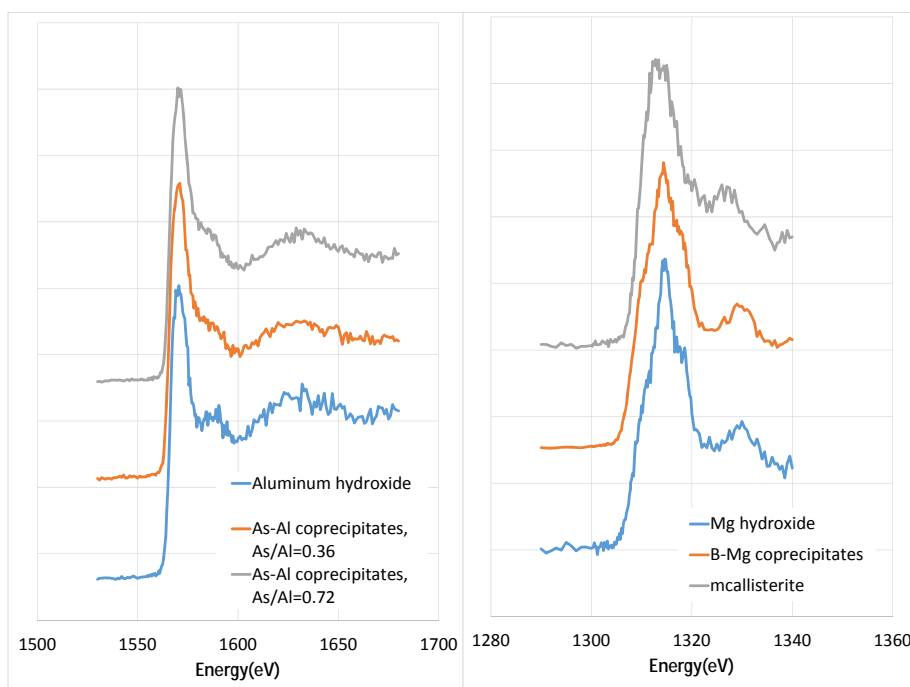 Aluminum hydroxide
As-Al coprecipitates,
As/Al=0.36
As-Al coprecipitates,
As/Al=0.72
1500 1550 1600 1650 1700
Energy(eV)
Mg hydroxide
B-Mg coprecipitates
mcallisterite
1280 1300 1320 1340 1360
Energy(eV)